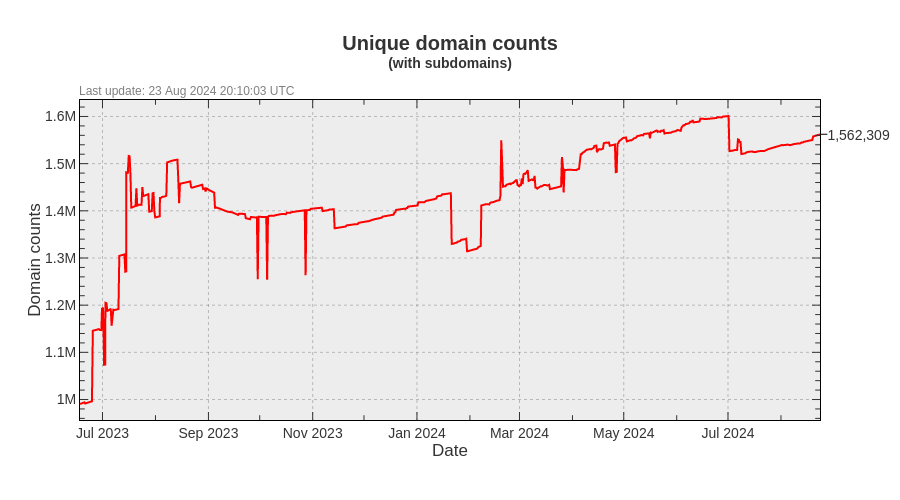 Unique domain counts
(with subdomains)
Last update: 23 Aug 2024 20:10:03 UTC
1.6M
1.5M
1.4M
1.3M
1.2M
1.1M
1M
Domain counts
1,562,309
Jul 2023 Sep 2023 Nov 2023 Jan 2024 Mar 2024 May 2024 Jul 2024
Date